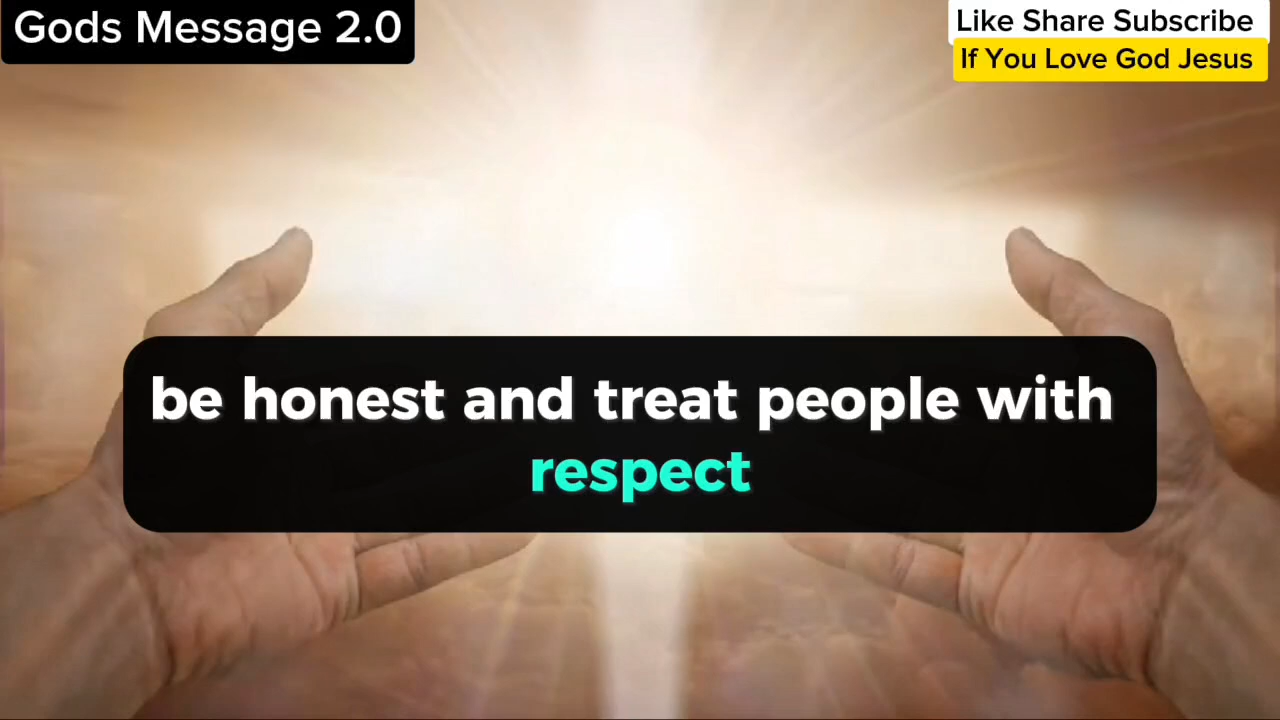 Gods Message 2.0
Like Share Subscribe
If You Love God Jesus
be honest and treat people with
respect